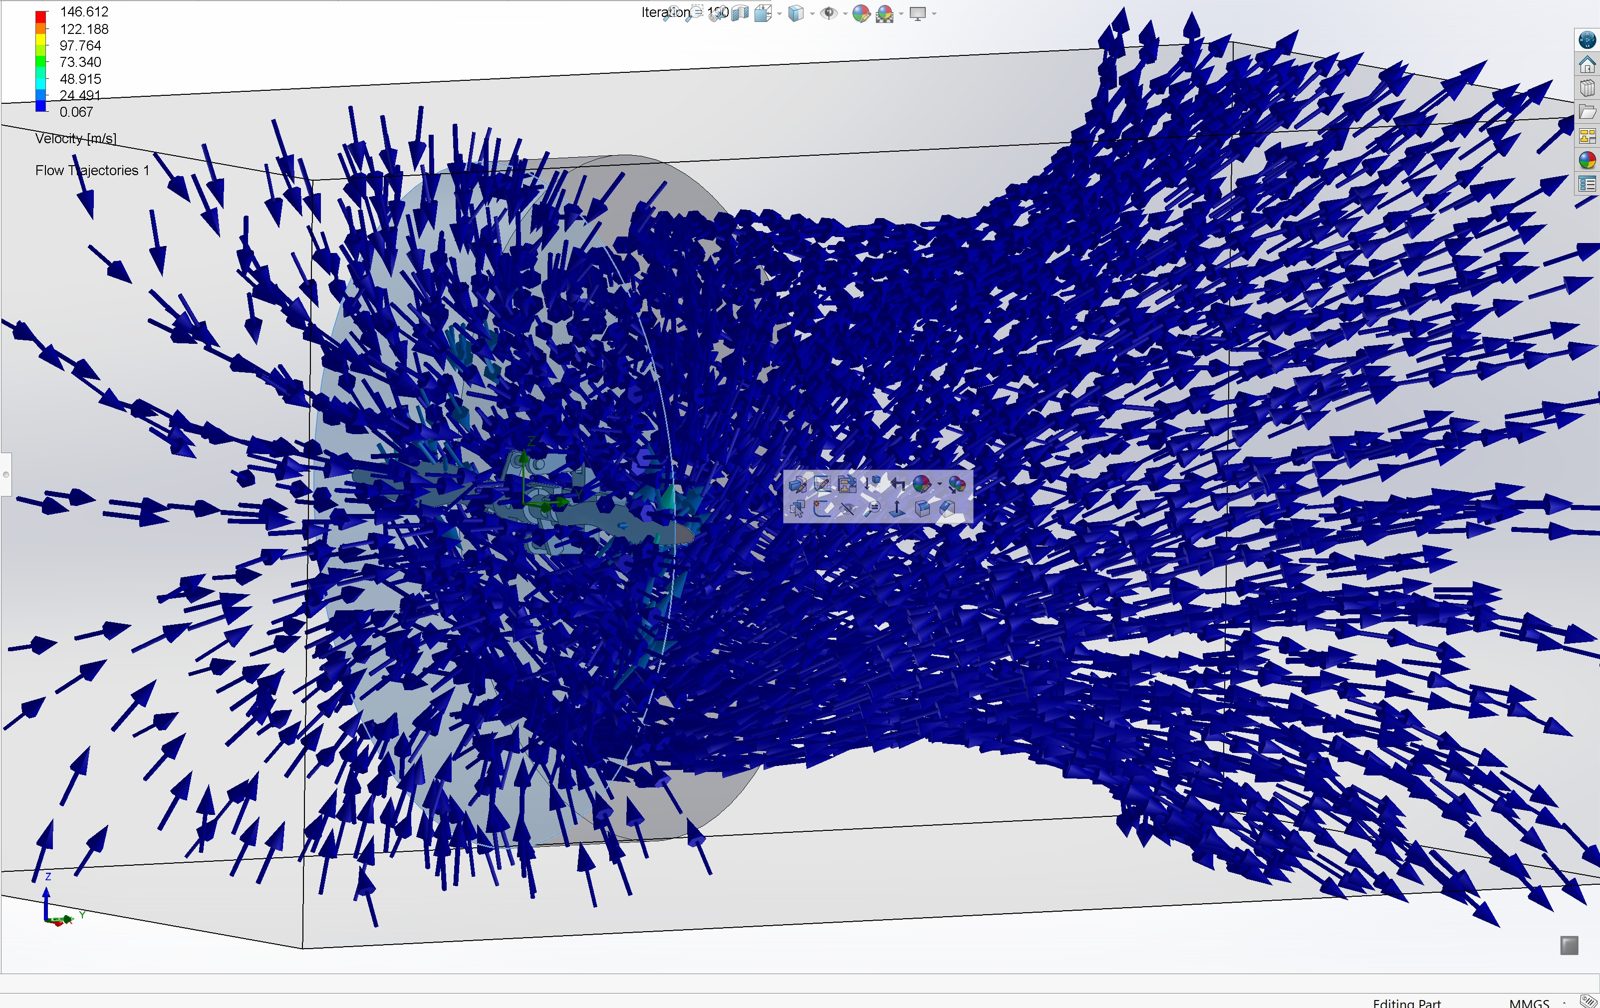 146.612
122.188
97.764
73.340
48.915
24.491
0.067
Velocity [m/s]
Flow Trajectories 1
Iteration = 190
Z
Z
Y
Editing Part
MMGS